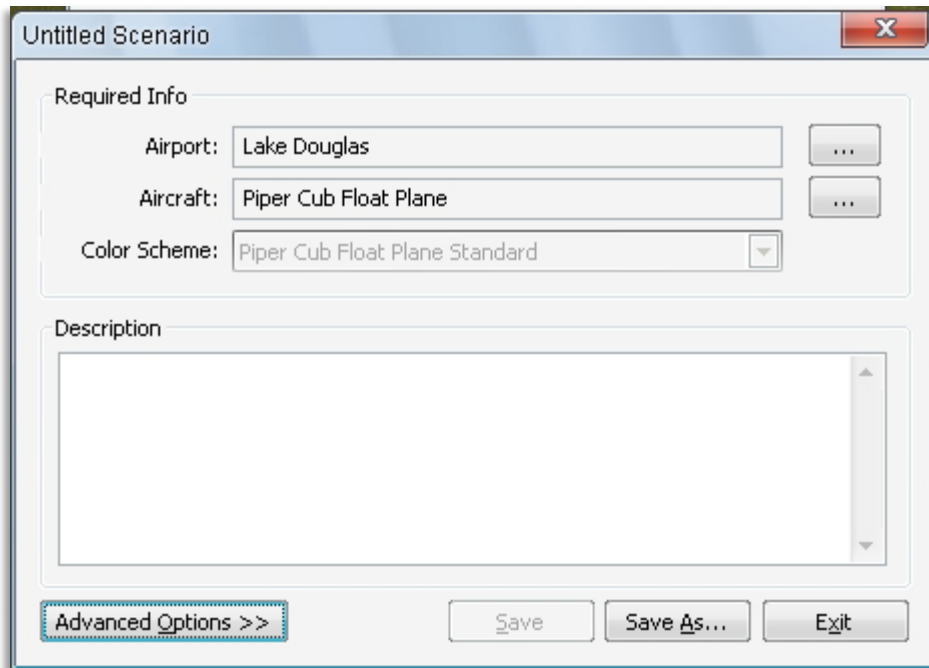 Untitled Scenario
Required Info
Airport: Lake Douglas ...
Aircraft: Piper Cub Float Plane ...
Color Scheme: Piper Cub Float Plane Standard
Description
Advanced Options >> Save Save As... Exit